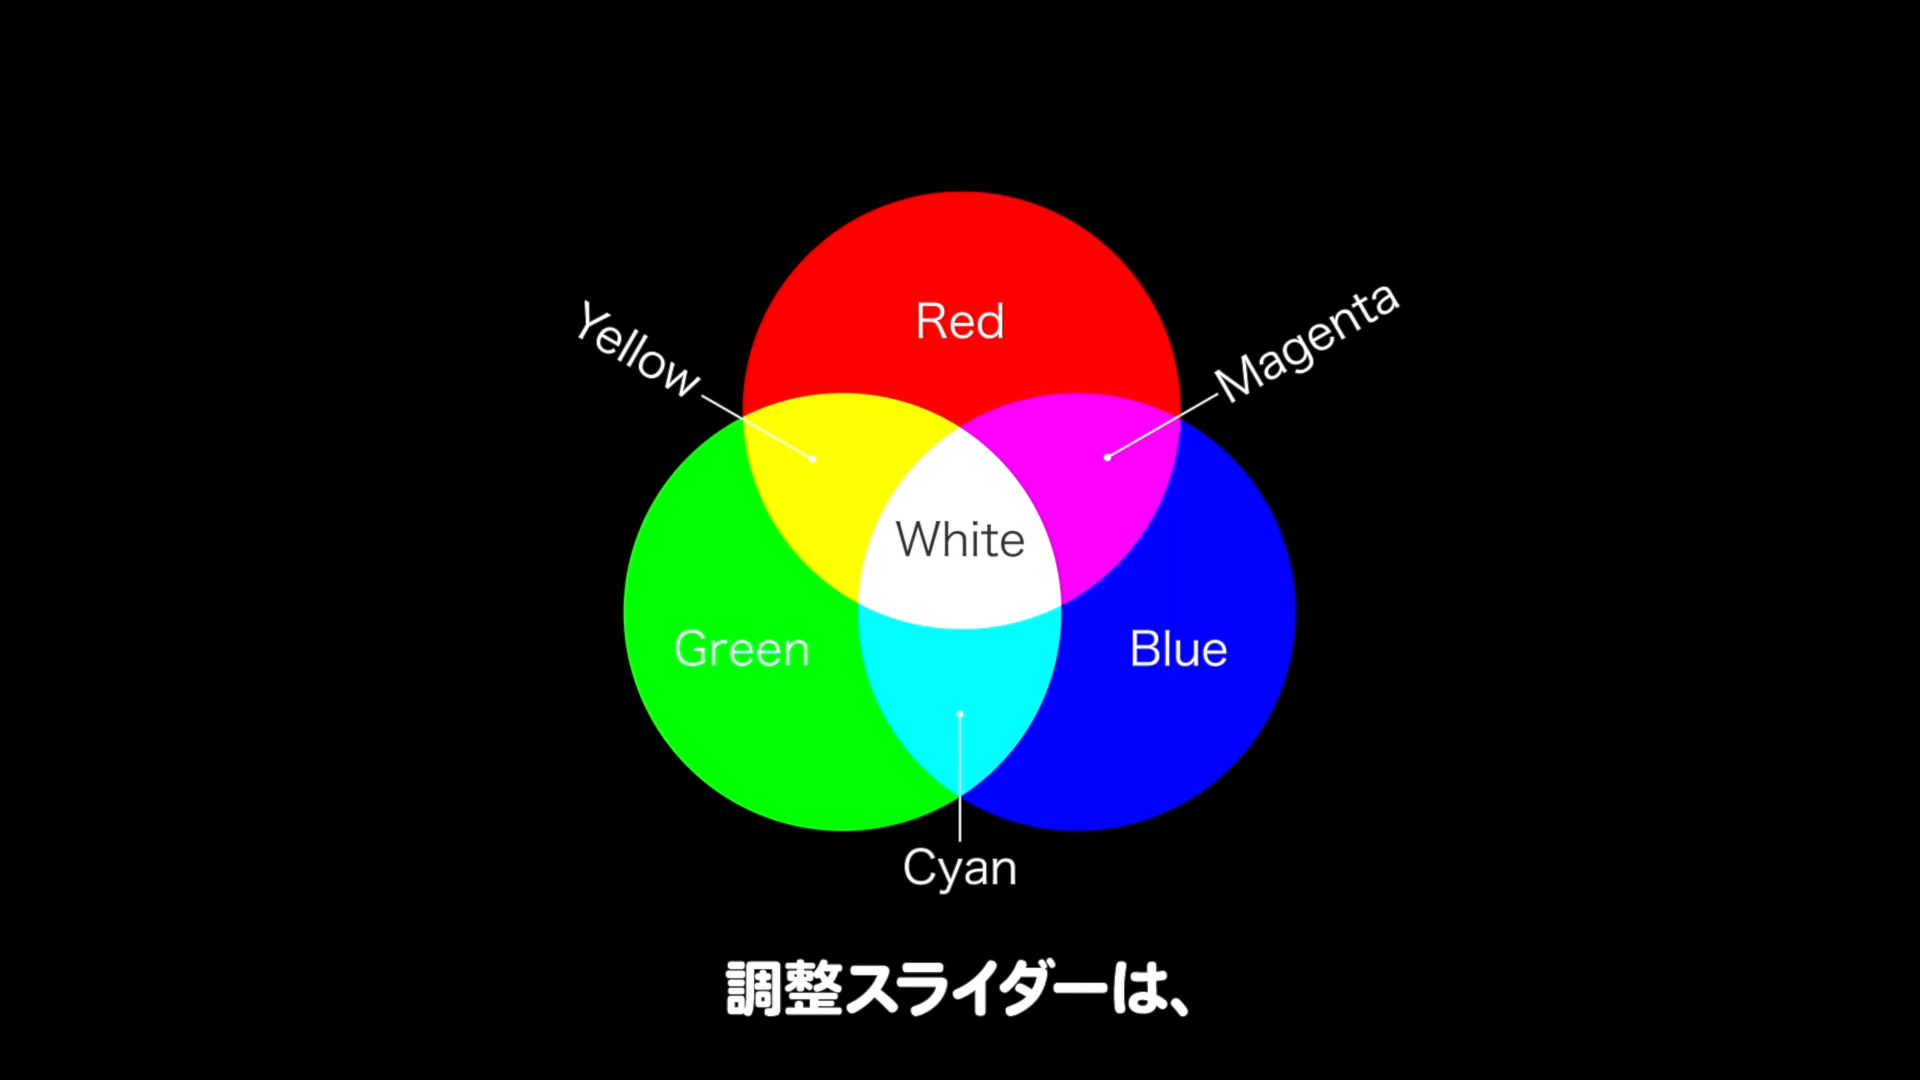 Red
Yellow
Magenta
White
Green
Blue
Cyan
調整スライダーは、